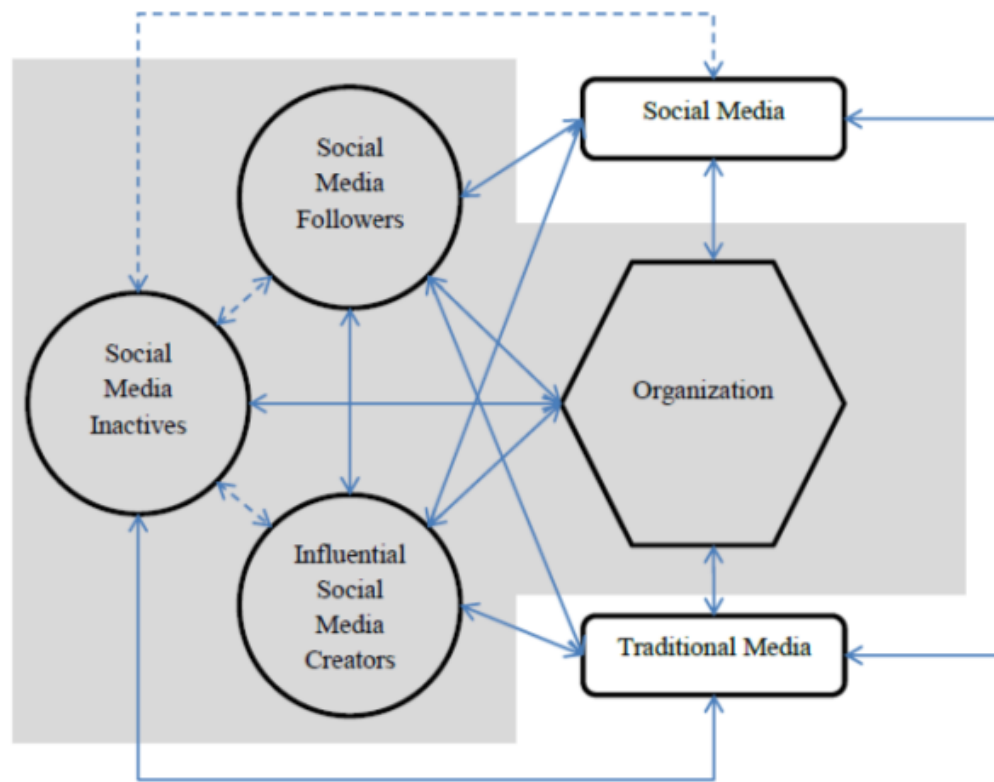 Social Media
Social
Media
Followers
Social
Media
Inactives
Organization
Influential
Social
Media
Creators
Traditional Media